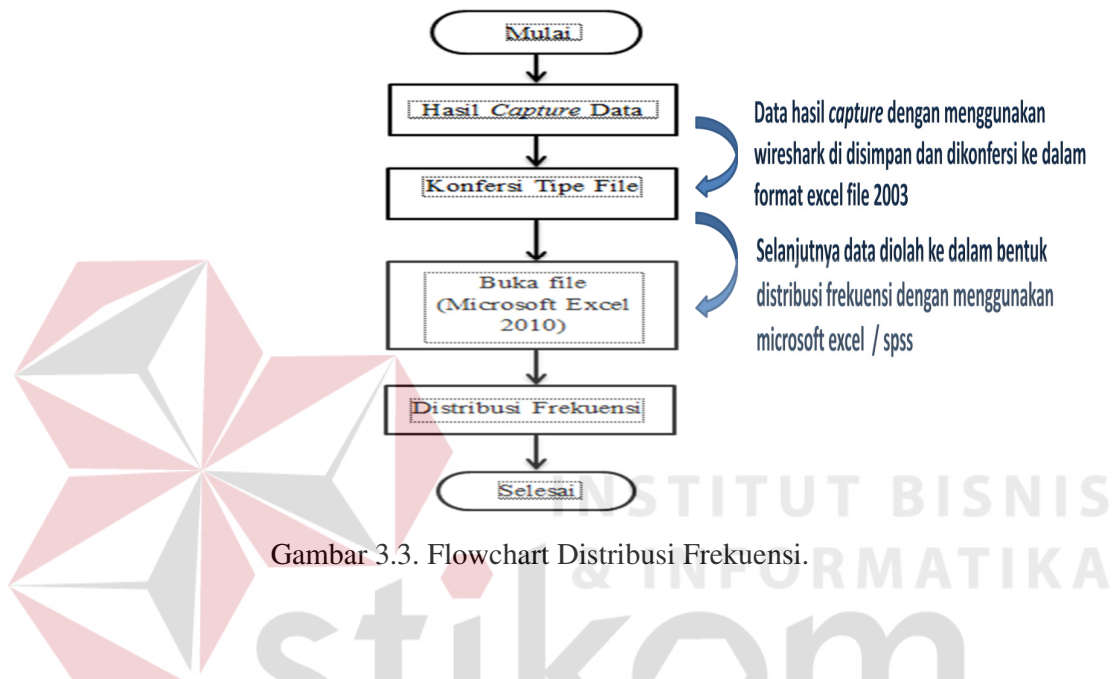 Mulai
Hasil Capture Data
Konfersi Tipe File
Buka file
(Microsoft Excel
2010)
Distribusi Frekuensi
Selesai
Data hasil capture dengan menggunakan
wireshark di disimpan dan dikonfersi ke dalam
format excel file 2003
Selanjutnya data diolah ke dalam bentuk
distribusi frekuensi dengan menggunakan
microsoft excel / spss
Gambar 3.3. Flowchart Distribusi Frekuensi.
INSTITUT BISNIS
& INFORMATIKA
stikom